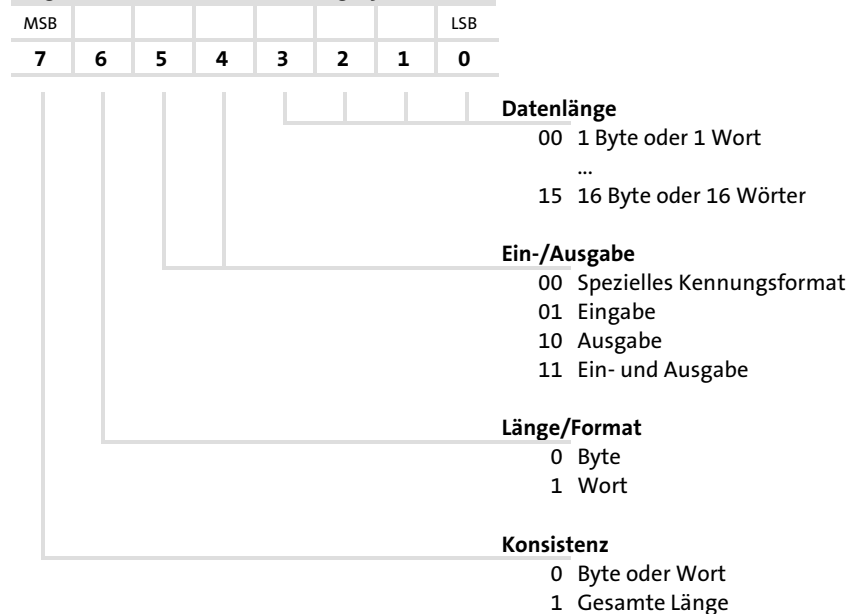 MSB LSB
7 6 5 4 3 2 1 0
Datenlänge
00 1 Byte oder 1 Wort
...
15 16 Byte oder 16 Wörter
Ein-/Ausgabe
00 Spezielles Kennungsformat
01 Eingabe
10 Ausgabe
11 Ein- und Ausgabe
Länge/Format
0 Byte
1 Wort
Konsistenz
0 Byte oder Wort
1 Gesamte Länge